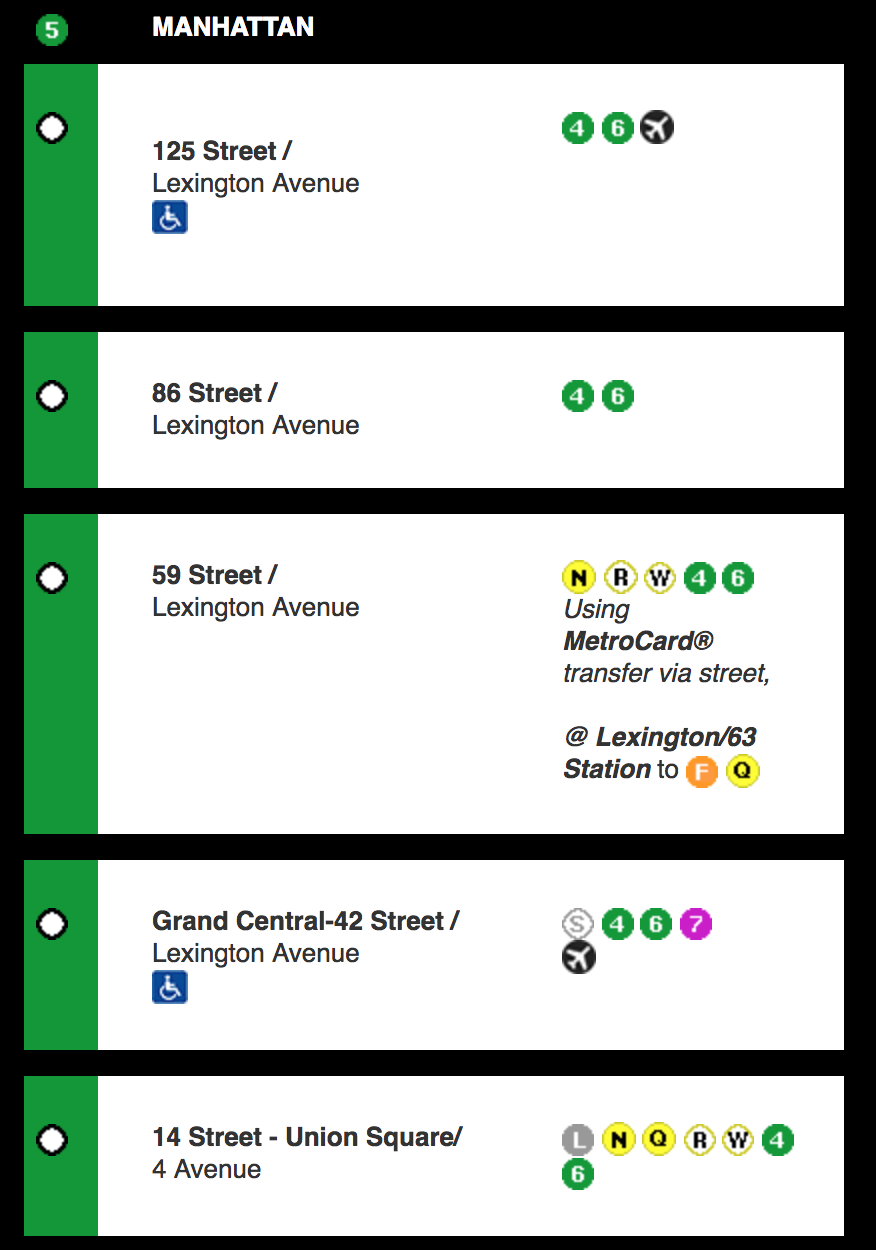 5 MANHATTAN
125 Street /
Lexington Avenue
4 6
86 Street /
Lexington Avenue
4 6
59 Street /
Lexington Avenue
N R W 4 6
Using
MetroCard®
transfer via street,
@ Lexington/63
Station to F Q
Grand Central-42 Street /
Lexington Avenue
S 4 6 7
14 Street - Union Square/
4 Avenue
L N Q R W 4
6